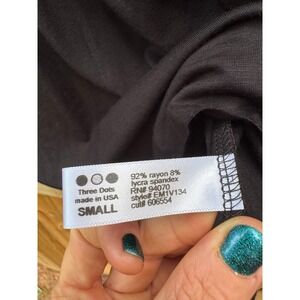 Three Dots
made in USA
SMALL
92% rayon 8%
lycra spandex
RN# 94070
style# EM1V134
cut# 606554